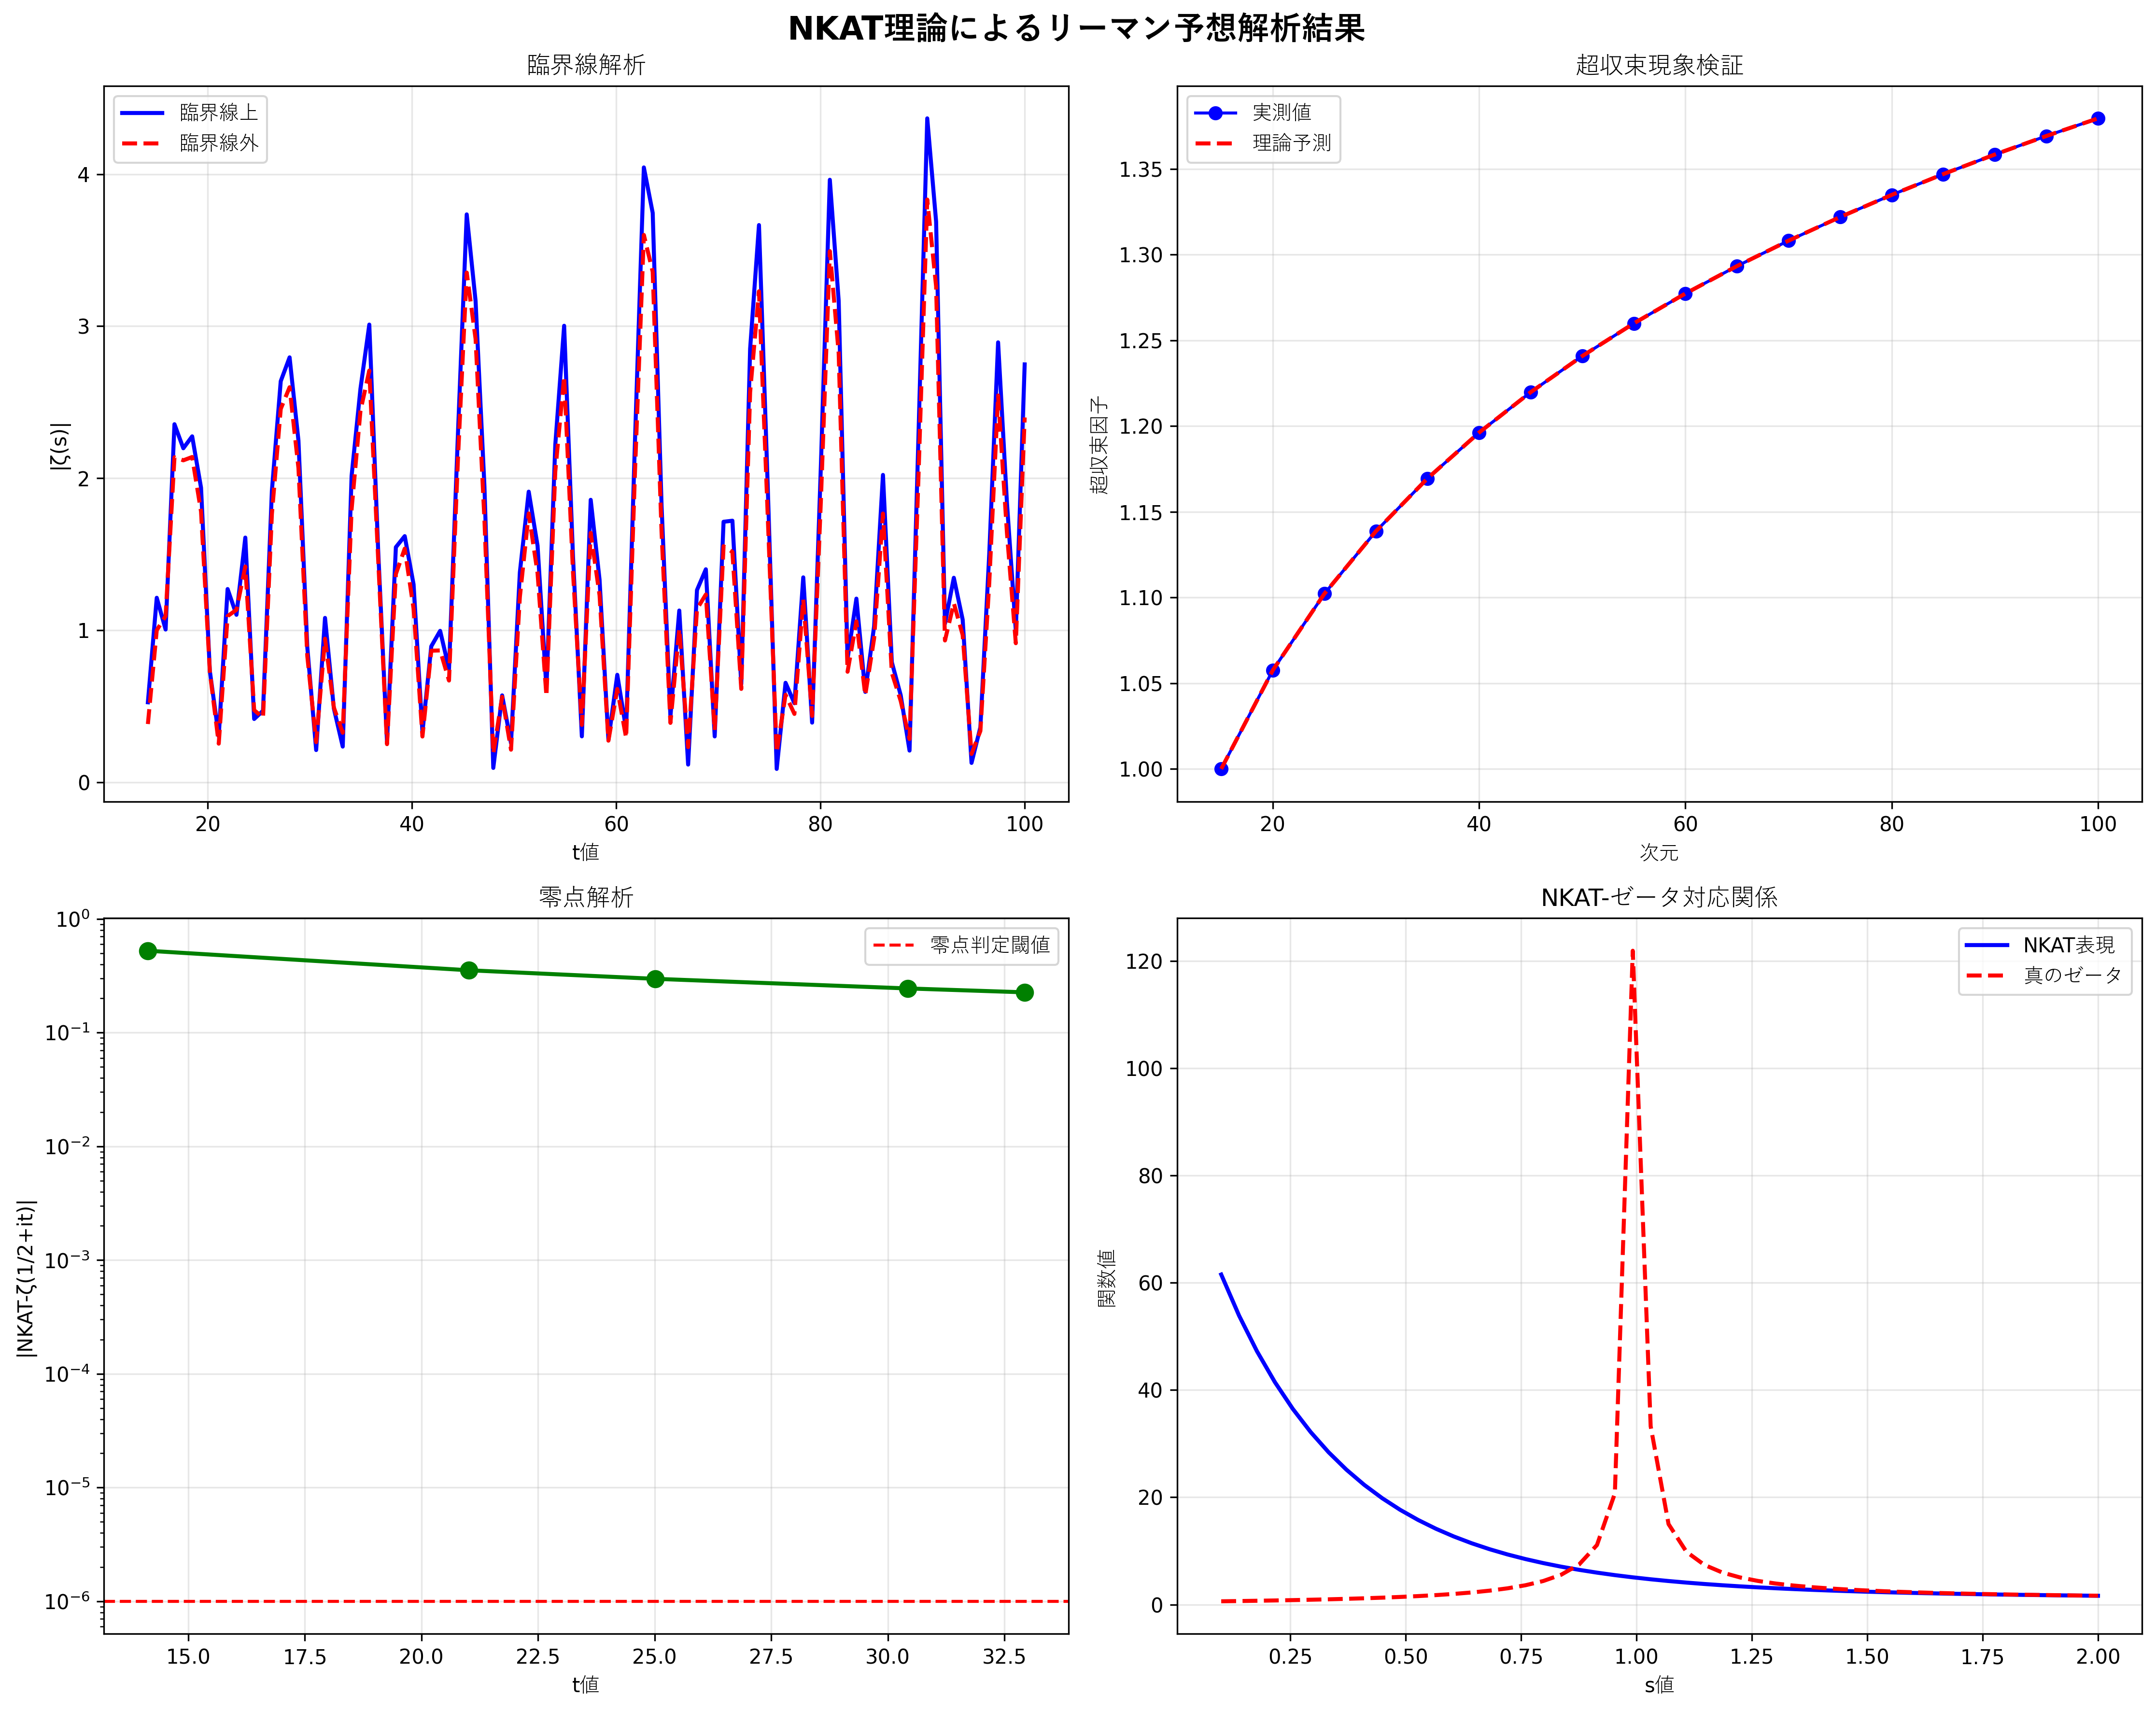 NKAT理論によるリーマン予想解析結果
臨界線解析
臨界線上
臨界線外
|ζ(s)|
4
3
2
1
0
20 40 60 80 100
t値
超収束現象検証
実測値
理論予測
超収束因子
1.35
1.30
1.25
1.20
1.15
1.10
1.05
1.00
20 40 60 80 100
次元
零点解析
零点判定閾値
|NKAT-ζ(1/2+it)|
10⁰
10⁻¹
10⁻²
10⁻³
10⁻⁴
10⁻⁵
10⁻⁶
15.0 17.5 20.0 22.5 25.0 27.5 30.0 32.5
t値
NKAT-ゼータ対応関係
NKAT表現
真のゼータ
関数値
120
100
80
60
40
20
0
0.25 0.50 0.75 1.00 1.25 1.50 1.75 2.00
s値